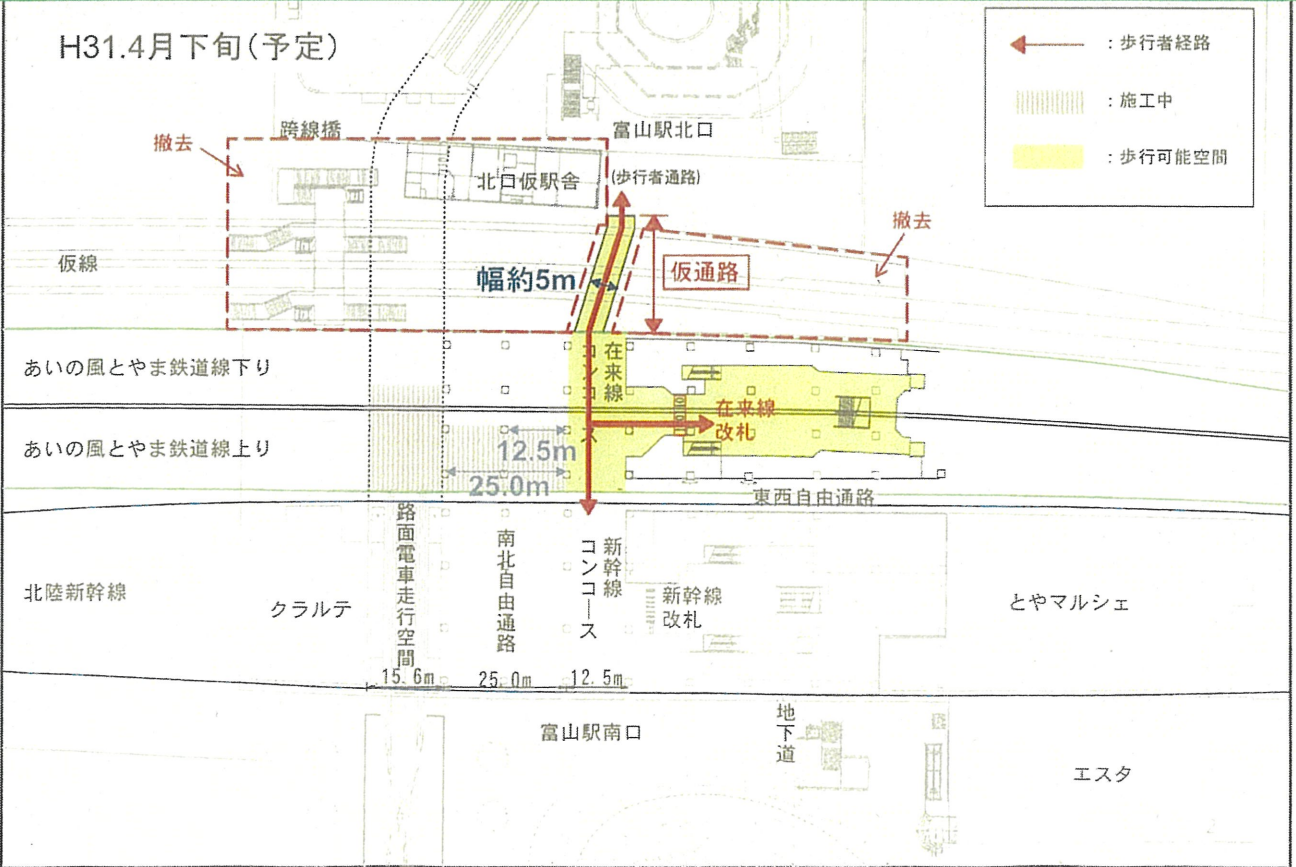 H31.4月下旬(予定)
：歩行者経路
：施工中
：歩行可能空間
撤去
跨線橋
富山駅北口
北口仮駅舎
(歩行者通路)
撤去
仮線
幅約5m
仮通路
あいの風とやま鉄道線下り
在来線
コンコース
在来線
改札
あいの風とやま鉄道線上り
12.5m
25.0m
東西自由通路
路面電車走行空間
南北自由通路
新幹線
コンコース
新幹線
改札
北陸新幹線
クラルテ
とやマルシェ
15.6m
25.0m
12.5m
富山駅南口
地下道
エスタ